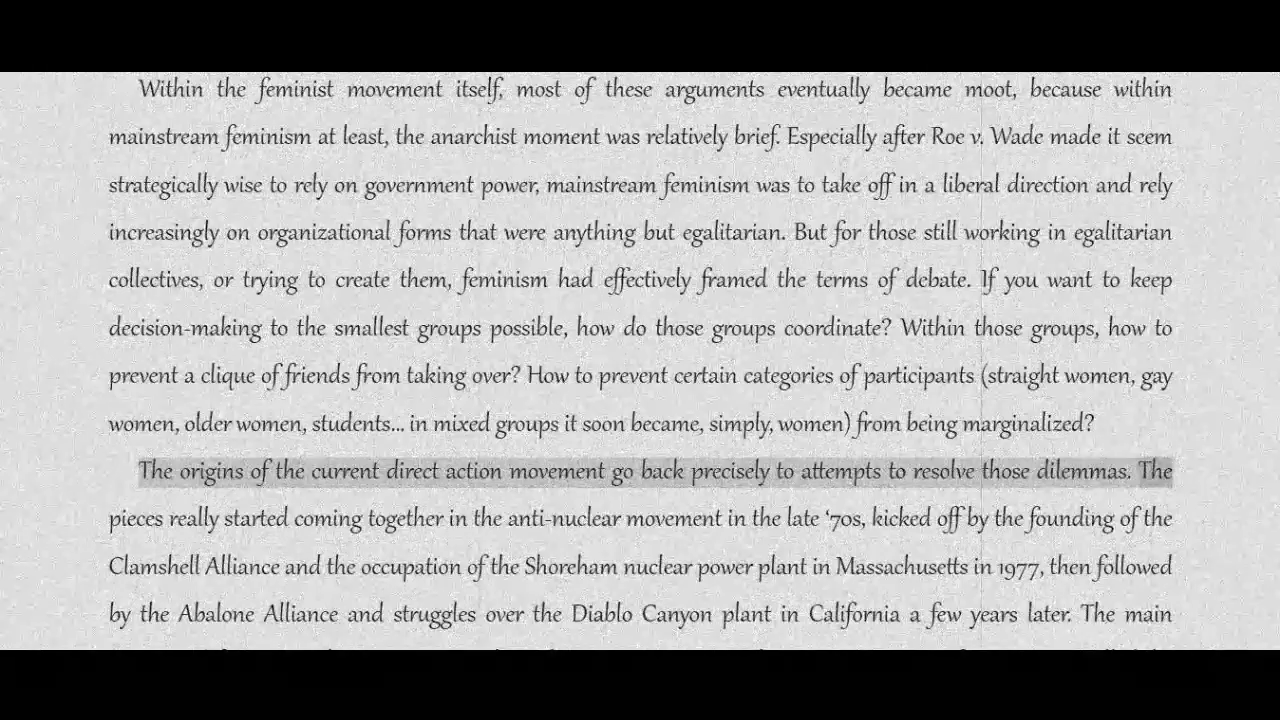 Within the feminist movement itself, most of these arguments eventually became moot, because within
mainstream feminism at least, the anarchist moment was relatively brief. Especially after Roe v. Wade made it seem
strategically wise to rely on government power, mainstream feminism was to take off in a liberal direction and rely
increasingly on organizational forms that were anything but egalitarian. But for those still working in egalitarian
collectives, or trying to create them, feminism had effectively framed the terms of debate. If you want to keep
decision-making to the smallest groups possible, how do those groups coordinate? Within those groups, how to
prevent a clique of friends from taking over? How to prevent certain categories of participants (straight women, gay
women, older women, students... in mixed groups it soon became, simply, women) from being marginalized?
The origins of the current direct action movement go back precisely to attempts to resolve those dilemmas. The
pieces really started coming together in the anti-nuclear movement in the late ‘70s, kicked off by the founding of the
Clamshell Alliance and the occupation of the Shoreham nuclear power plant in Massachusetts in 1977, then followed
by the Abalone Alliance and struggles over the Diablo Canyon plant in California a few years later. The main